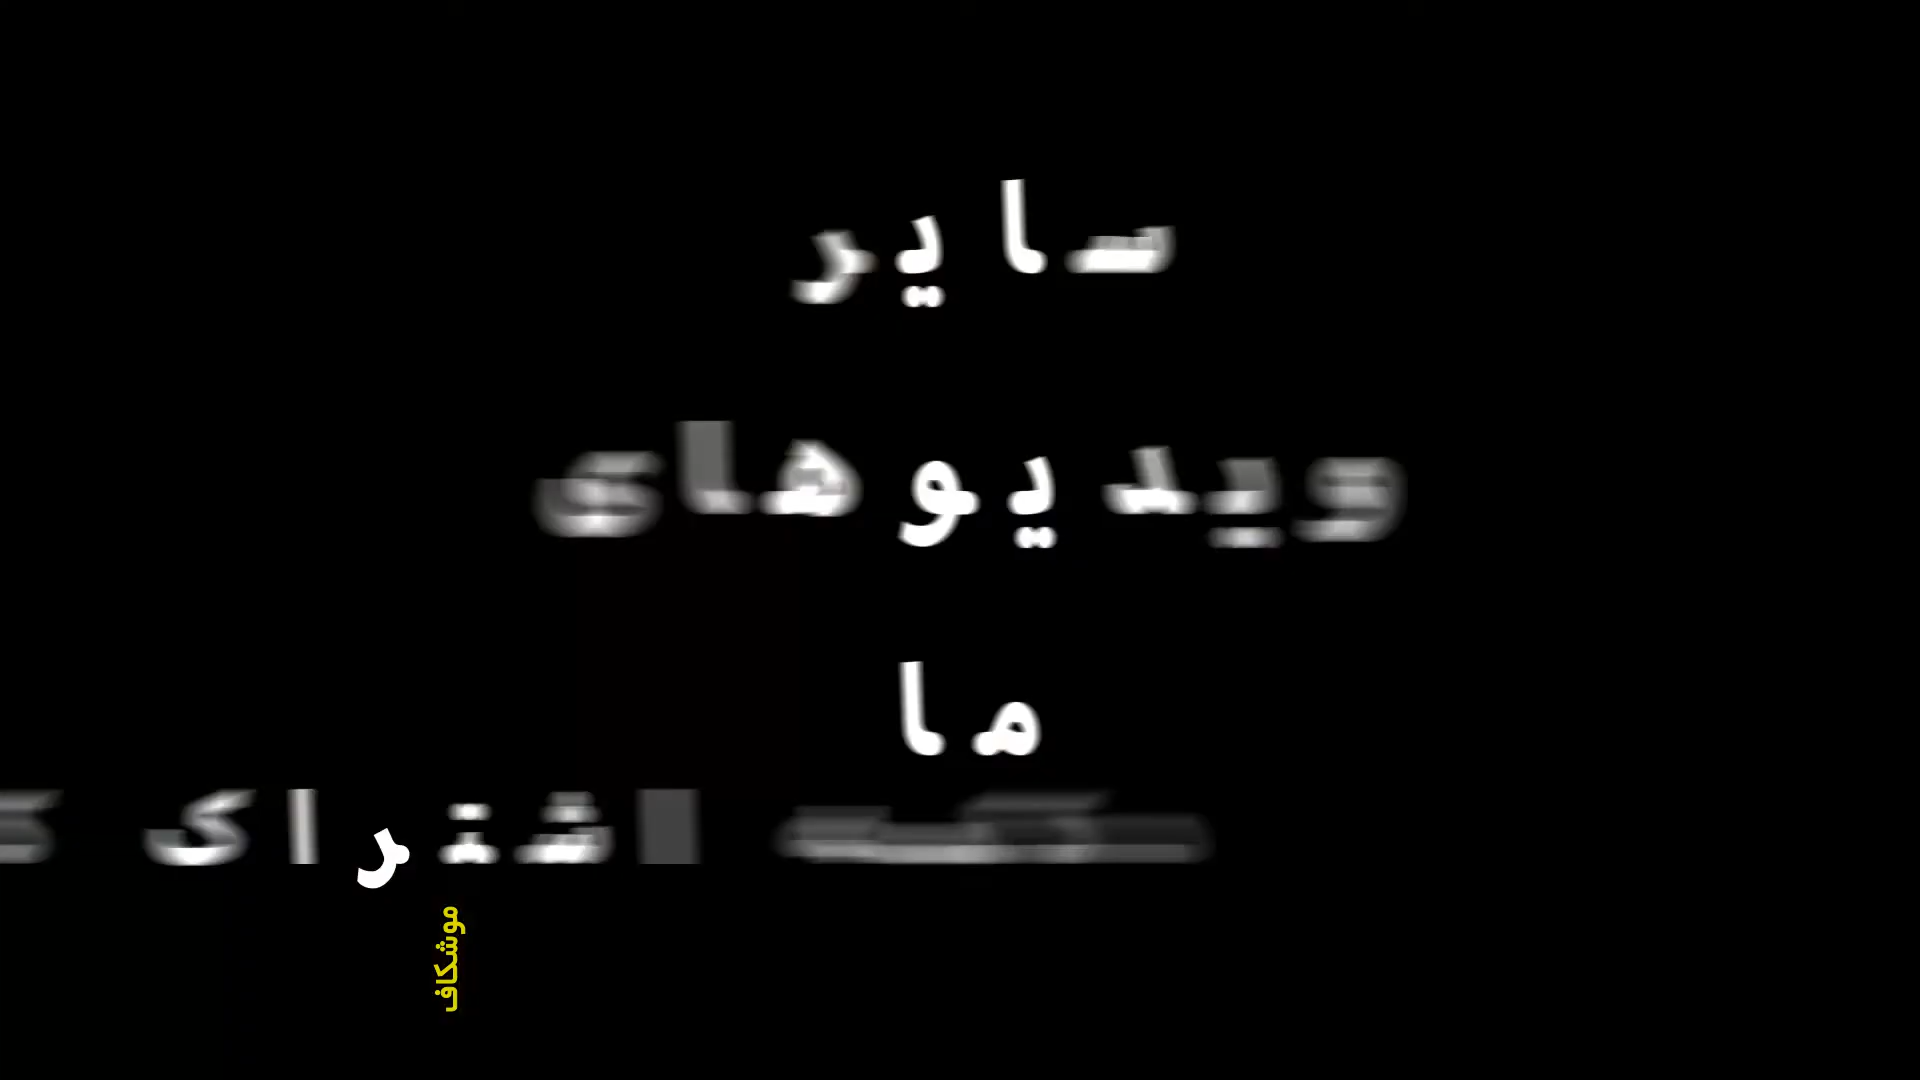 سایر
ویدیوهای
ما
اشتراک
موشکاف